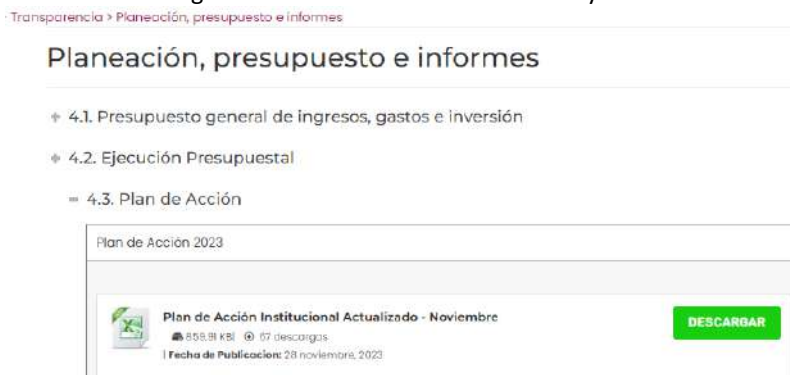 Transparencia > Planeación, presupuesto e informes
Planeación, presupuesto e informes
+ 4.1. Presupuesto general de ingresos, gastos e inversión
+ 4.2. Ejecución Presupuestal
− 4.3. Plan de Acción
Plan de Acción 2023
Plan de Acción Institucional Actualizado - Noviembre
DESCARGAR
859.91 KB| 67 descargas
| Fecha de Publicacion: 28 noviembre, 2023